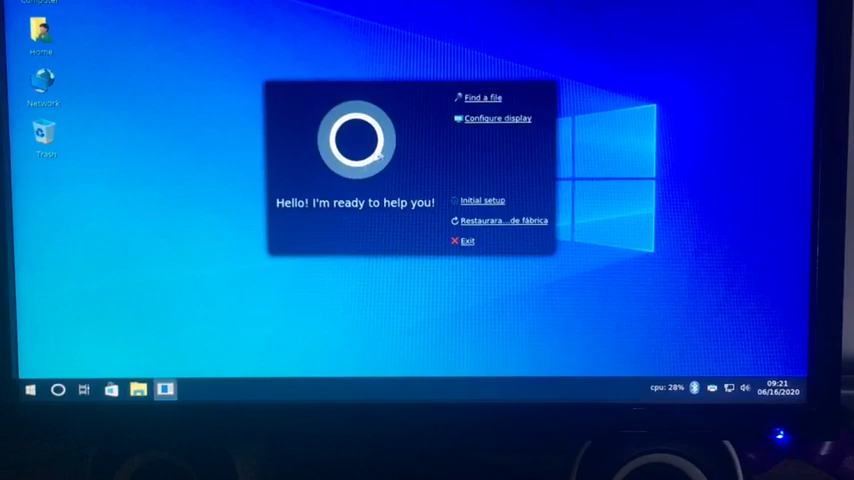 Computer
Home
Network
Trash
Find a file
Configure display
Hello! I'm ready to help you!
Initial setup
Restaurara...de fábrica
Exit
cpu: 28%
09:21
06/16/2020